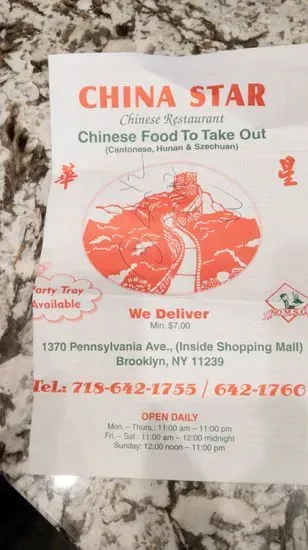 CHINA STAR
Chinese Restaurant
Chinese Food To Take Out
(Cantonese, Hunan & Szechuan)
華 星
Party Tray
Available
NO M.S.G.
We Deliver
Min. $7.00
1370 Pennsylvania Ave., (Inside Shopping Mall)
Brooklyn, NY 11239
Tel.: 718-642-1755 / 642-1760
OPEN DAILY
Mon. - Thurs.: 11:00 am - 11:00 pm
Fri. - Sat : 11:00 am - 12:00 midnight
Sunday: 12:00 noon - 11:00 pm